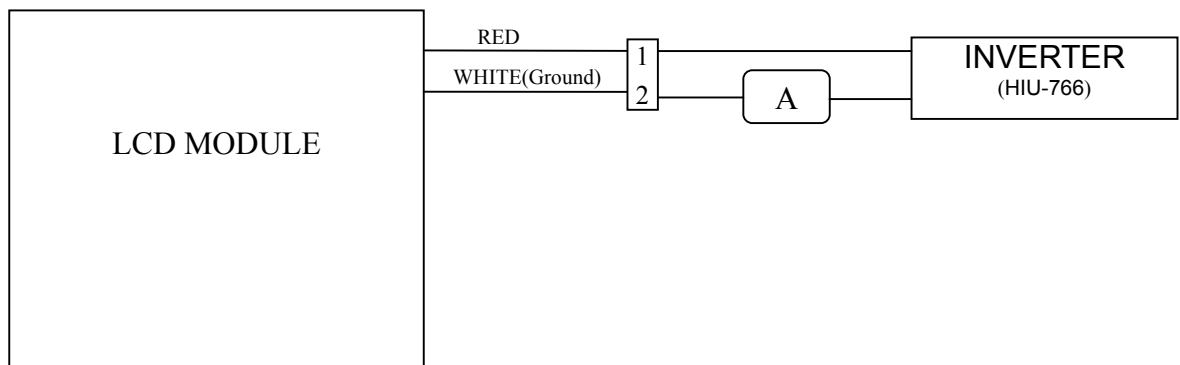 RED
WHITE(Ground)
1
2
A
INVERTER
(HIU-766)
LCD MODULE